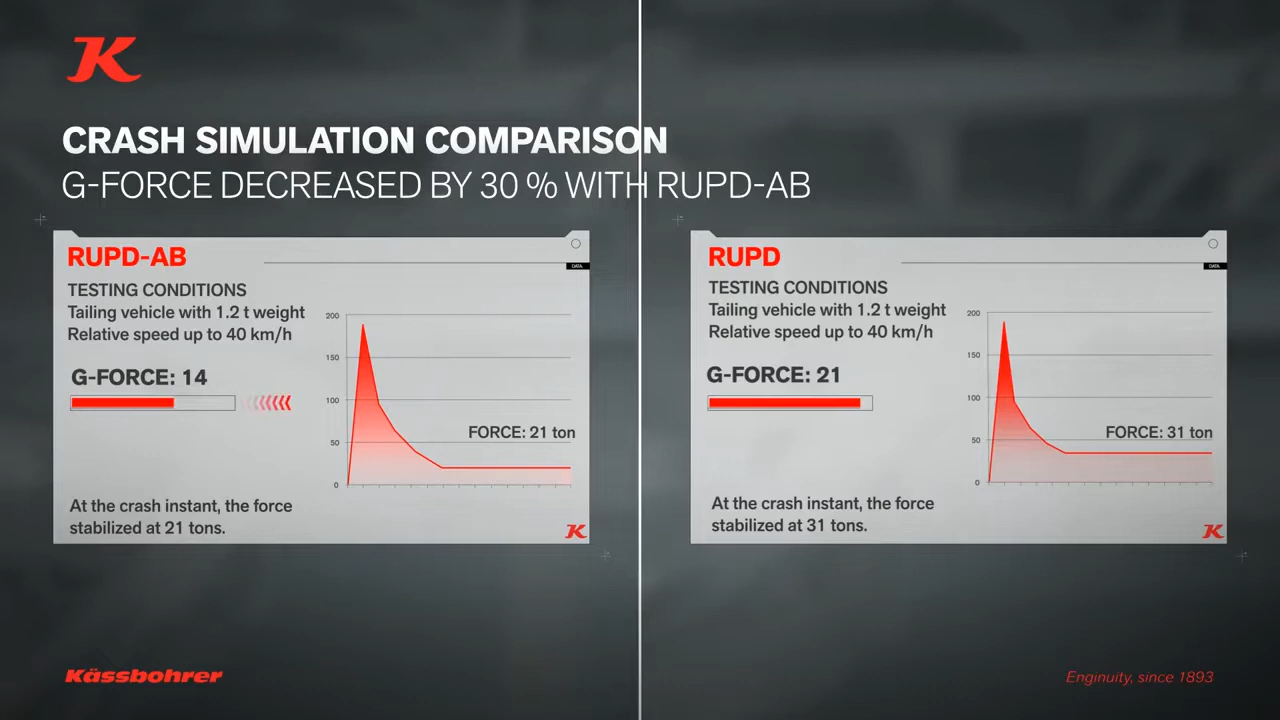 K
CRASH SIMULATION COMPARISON
G-FORCE DECREASED BY 30 % WITH RUPD-AB
RUPD-AB
DATA
TESTING CONDITIONS
Tailing vehicle with 1.2 t weight
Relative speed up to 40 km/h
G-FORCE: 14
200
150
100
50
0
FORCE: 21 ton
At the crash instant, the force
stabilized at 21 tons.
K
RUPD
DATA
TESTING CONDITIONS
Tailing vehicle with 1.2 t weight
Relative speed up to 40 km/h
G-FORCE: 21
200
150
100
50
0
FORCE: 31 ton
At the crash instant, the force
stabilized at 31 tons.
K
Kässbohrer
Enginuity, since 1893